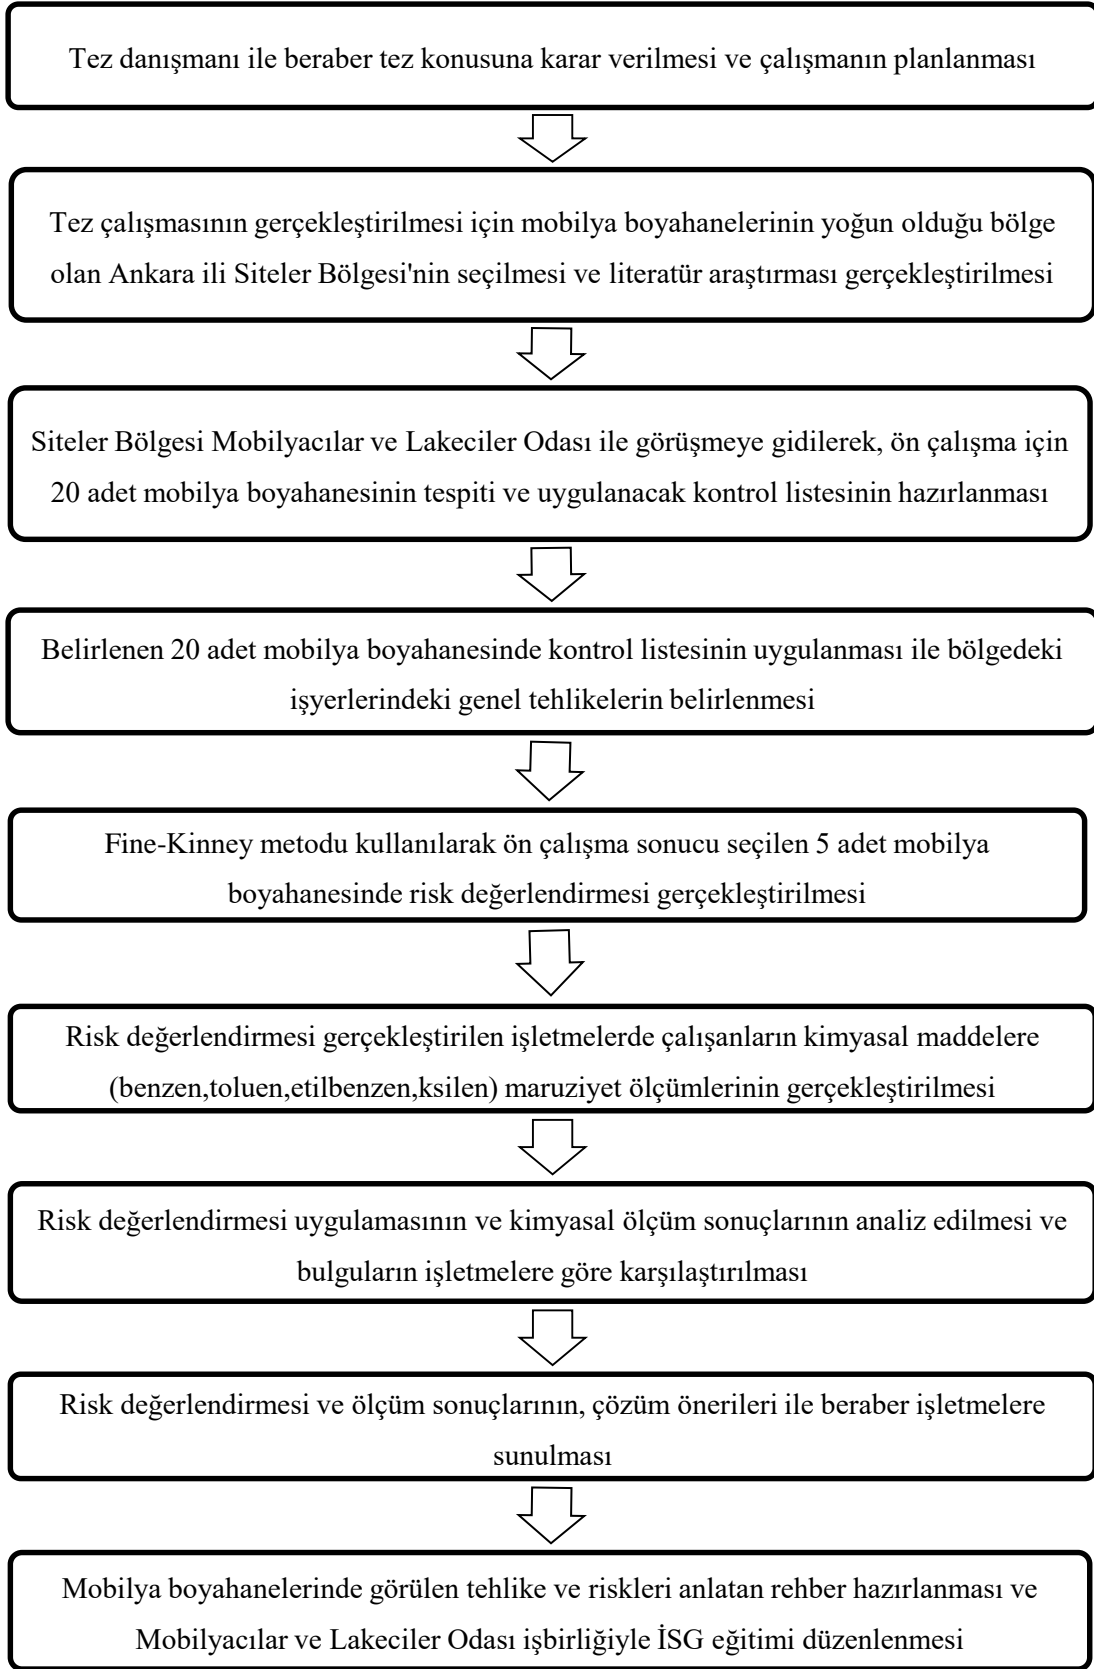 Tez danışmanı ile beraber tez konusuna karar verilmesi ve çalışmanın planlanması
Tez çalışmasının gerçekleştirilmesi için mobilya boyahanelerinin yoğun olduğu bölge
olan Ankara ili Siteler Bölgesi'nin seçilmesi ve literatür araştırması gerçekleştirilmesi
Siteler Bölgesi Mobilyacılar ve Lakeciler Odası ile görüşmeye gidilerek, ön çalışma için
20 adet mobilya boyahanesinin tespiti ve uygulanacak kontrol listesinin hazırlanması
Belirlenen 20 adet mobilya boyahanesinde kontrol listesinin uygulanması ile bölgedeki
işyerlerindeki genel tehlikelerin belirlenmesi
Fine-Kinney metodu kullanılarak ön çalışma sonucu seçilen 5 adet mobilya
boyahanesinde risk değerlendirmesi gerçekleştirilmesi
Risk değerlendirmesi gerçekleştirilen işletmelerde çalışanların kimyasal maddelere
(benzen,toluen,etilbenzen,ksilen) maruziyet ölçümlerinin gerçekleştirilmesi
Risk değerlendirmesi uygulamasının ve kimyasal ölçüm sonuçlarının analiz edilmesi ve
bulguların işletmelere göre karşılaştırılması
Risk değerlendirmesi ve ölçüm sonuçlarının, çözüm önerileri ile beraber işletmelere
sunulması
Mobilya boyahanelerinde görülen tehlike ve riskleri anlatan rehber hazırlanması ve
Mobilyacılar ve Lakeciler Odası işbirliğiyle İSG eğitimi düzenlenmesi